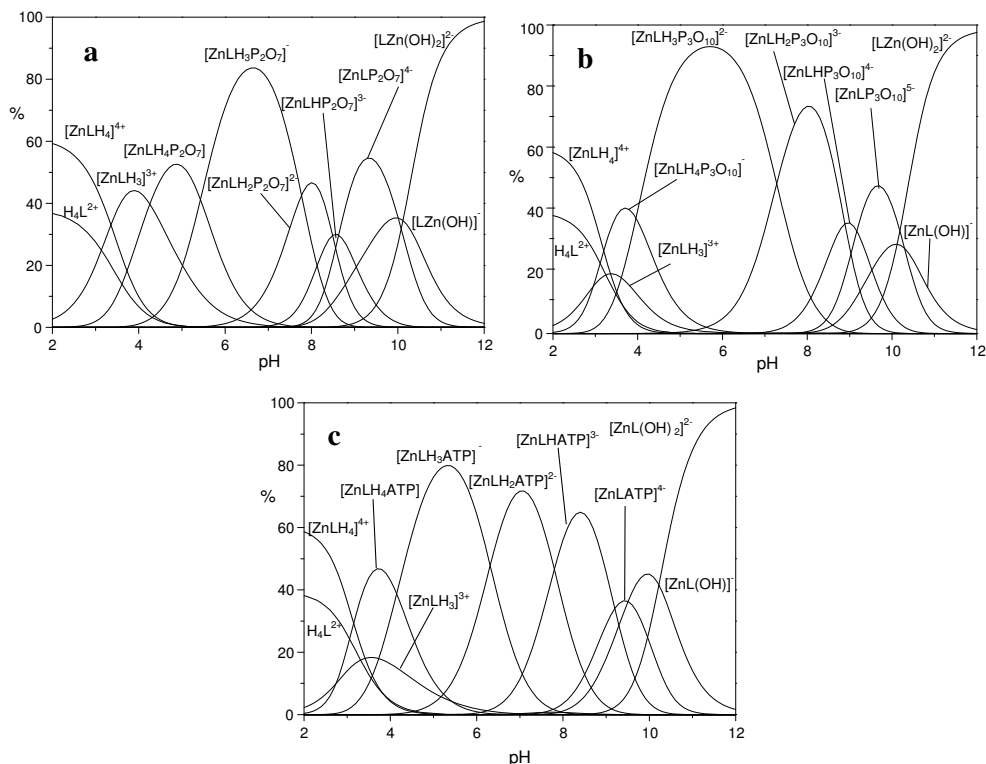 a
100
80
60
40
20
0
%
[ZnLH₄]⁴⁺
H₄L²⁺
[ZnLH₃]³⁺
[ZnLH₄P₂O₇]
[ZnLH₃P₂O₇]⁻
[ZnLH₂P₂O₇]²⁻
[ZnLHP₂O₇]³⁻
[ZnLP₂O₇]⁴⁻
[LZn(OH)₂]²⁻
[LZn(OH)]⁻
2 4 6 8 10 12
pH
b
100
80
60
40
20
0
%
[ZnLH₄]⁴⁺
H₄L²⁺
[ZnLH₃P₃O₁₀]²⁻
[ZnLH₄P₃O₁₀]⁻
[ZnLH₃]³⁺
[ZnLH₂P₃O₁₀]³⁻
[ZnLHP₃O₁₀]⁴⁻
[ZnLP₃O₁₀]⁵⁻
[LZn(OH)₂]²⁻
[ZnL(OH)]⁻
2 4 6 8 10 12
pH
c
100
80
60
40
20
0
%
[ZnLH₄]⁴⁺
H₄L²⁺
[ZnLH₄ATP]
[ZnLH₃ATP]⁻
[ZnLH₃]³⁺
[ZnLH₂ATP]²⁻
[ZnLHATP]³⁻
[ZnLATP]⁴⁻
[ZnL(OH)₂]²⁻
[ZnL(OH)]⁻
2 4 6 8 10 12
pH